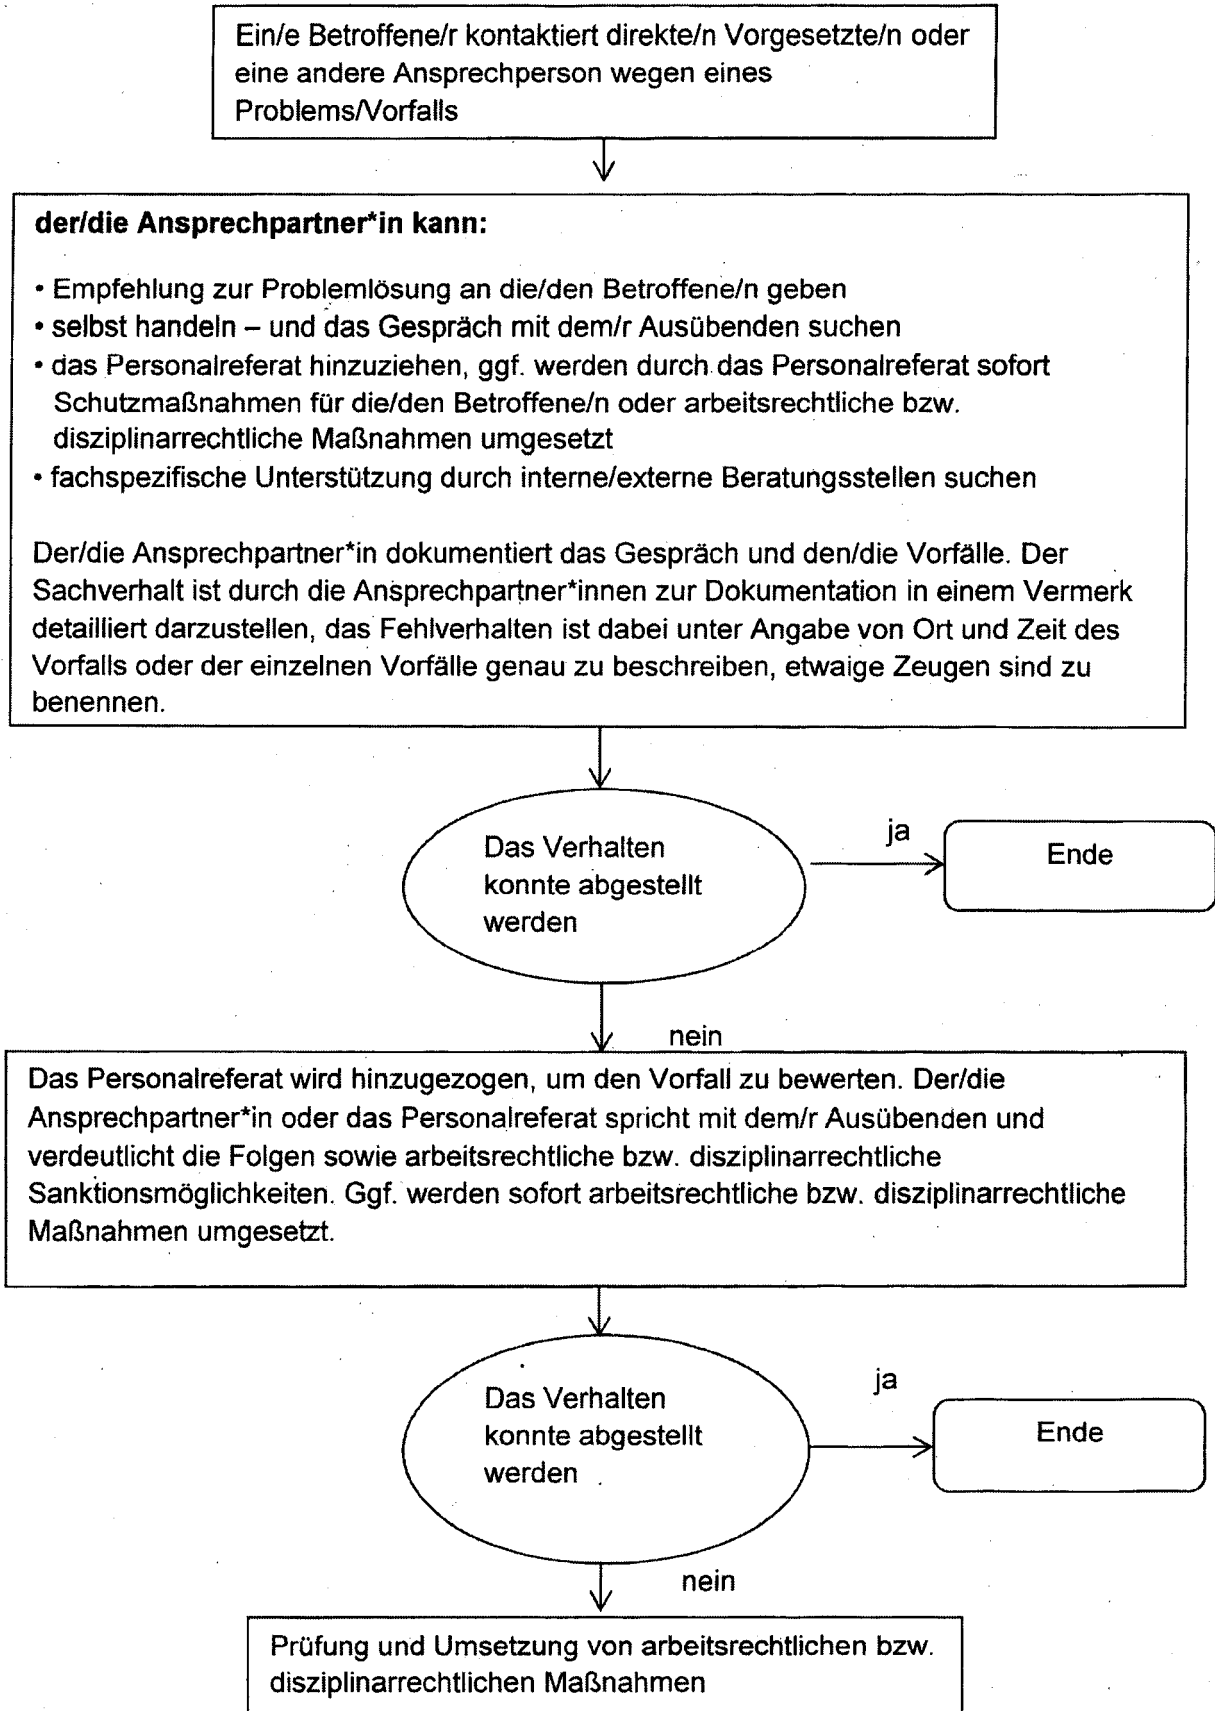 Ein/e Betroffene/r kontaktiert direkte/n Vorgesetzte/n oder
eine andere Ansprechperson wegen eines
Problems/Vorfalls
der/die Ansprechpartner*in kann:
• Empfehlung zur Problemlösung an die/den Betroffene/n geben
• selbst handeln – und das Gespräch mit dem/r Ausübenden suchen
• das Personalreferat hinzuziehen, ggf. werden durch das Personalreferat sofort
Schutzmaßnahmen für die/den Betroffene/n oder arbeitsrechtliche bzw.
disziplinarrechtliche Maßnahmen umgesetzt
• fachspezifische Unterstützung durch interne/externe Beratungsstellen suchen
Der/die Ansprechpartner*in dokumentiert das Gespräch und den/die Vorfälle. Der
Sachverhalt ist durch die Ansprechpartner*innen zur Dokumentation in einem Vermerk
detailliert darzustellen, das Fehlverhalten ist dabei unter Angabe von Ort und Zeit des
Vorfalls oder der einzelnen Vorfälle genau zu beschreiben, etwaige Zeugen sind zu
benennen.
Das Verhalten
konnte abgestellt
werden
ja
Ende
nein
Das Personalreferat wird hinzugezogen, um den Vorfall zu bewerten. Der/die
Ansprechpartner*in oder das Personalreferat spricht mit dem/r Ausübenden und
verdeutlicht die Folgen sowie arbeitsrechtliche bzw. disziplinarrechtliche
Sanktionsmöglichkeiten. Ggf. werden sofort arbeitsrechtliche bzw. disziplinarrechtliche
Maßnahmen umgesetzt.
Das Verhalten
konnte abgestellt
werden
ja
Ende
nein
Prüfung und Umsetzung von arbeitsrechtlichen bzw.
disziplinarrechtlichen Maßnahmen